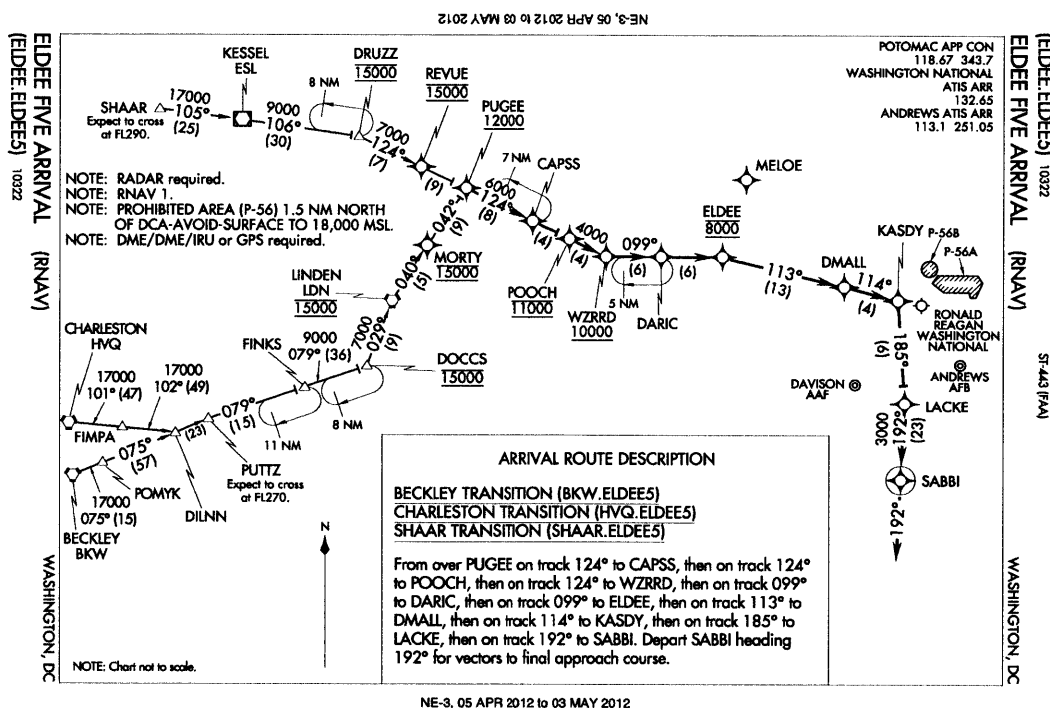 NE-3, 05 APR 2012 to 03 MAY 2012
(ELDEE.ELDEE5) 10322
ELDEE FIVE ARRIVAL (RNAV)
ST-443 (FAA)
WASHINGTON, DC
ELDEE FIVE ARRIVAL (RNAV)
(ELDEE.ELDEE5) 10322
WASHINGTON, DC
POTOMAC APP CON
118.67 343.7
WASHINGTON NATIONAL
ATIS ARR
132.65
ANDREWS ATIS ARR
113.1 251.05
KESSEL
ESL
DRUZZ
15000
REVUE
15000
PUGEE
12000
8 NM
SHAAR
Expect to cross
at FL290.
17000
105°
(25)
9000
106°
(30)
7000
124°
(7)
(9)
7 NM
CAPSS
6000
124°
(8)
(4)
4000
(4)
MELOE
NOTE: RADAR required.
NOTE: RNAV 1.
NOTE: PROHIBITED AREA (P-56) 1.5 NM NORTH
OF DCA-AVOID-SURFACE TO 18,000 MSL.
NOTE: DME/DME/IRU or GPS required.
042°
(9)
MORTY
15000
040°
(5)
LINDEN
LDN
15000
POOCH
11000
WZRRD
10000
099°
(6)
5 NM
DARIC
(6)
ELDEE
8000
113°
(13)
DMALL
114°
(4)
KASDY
P-56B
P-56A
RONALD
REAGAN
WASHINGTON
NATIONAL
185°
(9)
DAVISON
AAF
ANDREWS
AFB
LACKE
3000
192°
(23)
SABBI
192°
CHARLESTON
HVQ
17000
101° (47)
17000
102° (49)
FIMPA
FINKS
9000
079° (36)
7000
029°
(9)
DOCCS
15000
8 NM
11 NM
079°
(15)
(23)
075°
(57)
PUTTZ
Expect to cross
at FL270.
POMYK
DILNN
17000
075° (15)
BECKLEY
BKW
N
NOTE: Chart not to scale.
ARRIVAL ROUTE DESCRIPTION
BECKLEY TRANSITION (BKW.ELDEE5)
CHARLESTON TRANSITION (HVQ.ELDEE5)
SHAAR TRANSITION (SHAAR.ELDEE5)
From over PUGEE on track 124° to CAPSS, then on track 124°
to POOCH, then on track 124° to WZRRD, then on track 099°
to DARIC, then on track 099° to ELDEE, then on track 113° to
DMALL, then on track 114° to KASDY, then on track 185° to
LACKE, then on track 192° to SABBI. Depart SABBI heading
192° for vectors to final approach course.
NE-3, 05 APR 2012 to 03 MAY 2012